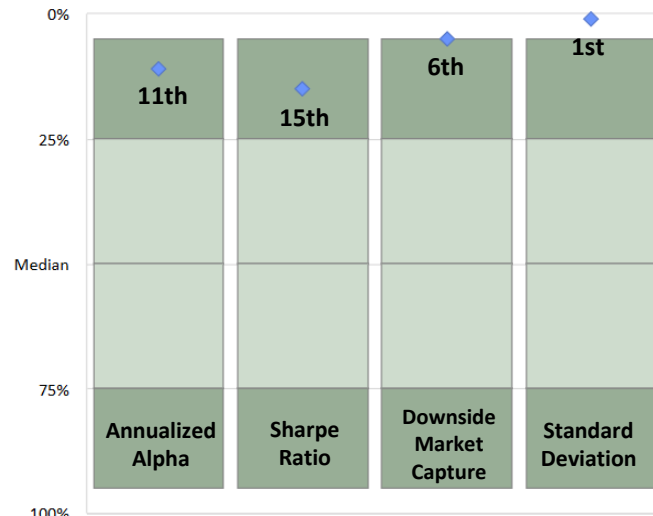 0%
1st
6th
11th
15th
25%
Median
75%
Annualized
Alpha
Sharpe
Ratio
Downside
Market
Capture
Standard
Deviation
100%